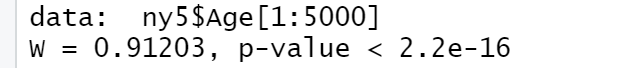 data:  ny5$Age[1:5000]
W = 0.91203, p-value < 2.2e-16